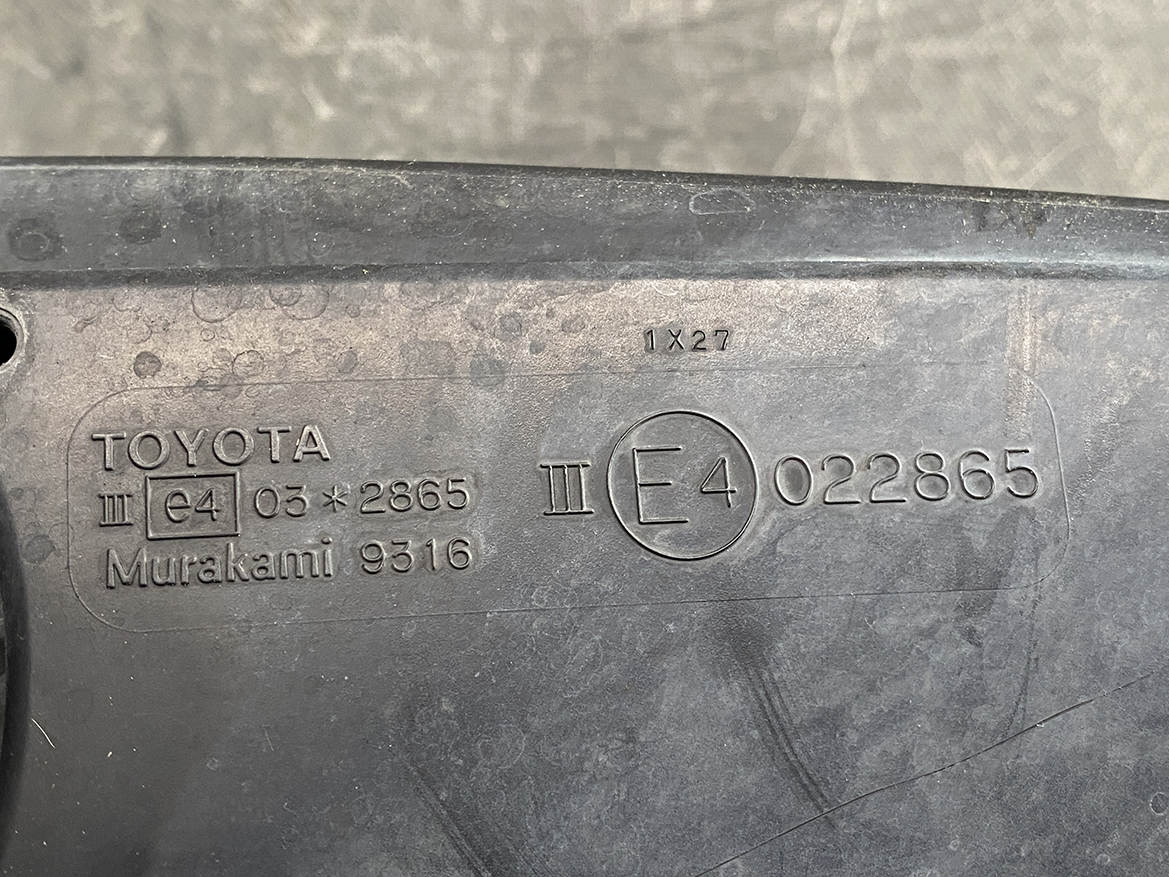 1X27
TOYOTA
III e4 03*2865
Murakami 9316
III E4 022865